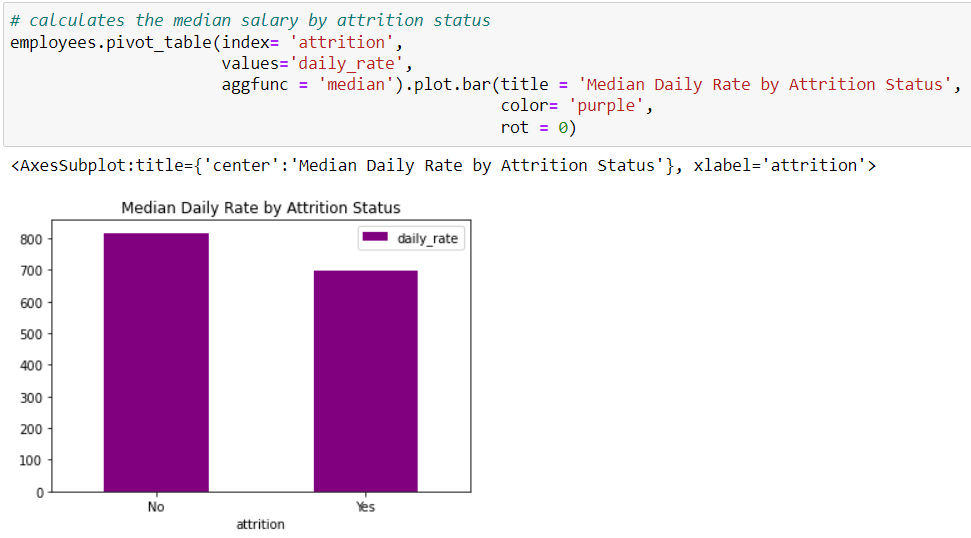 # calculates the median salary by attrition status
employees.pivot_table(index= 'attrition',
values='daily_rate',
aggfunc = 'median').plot.bar(title = 'Median Daily Rate by Attrition Status',
color= 'purple',
rot = 0)
<AxesSubplot:title={'center':'Median Daily Rate by Attrition Status'}, xlabel='attrition'>
Median Daily Rate by Attrition Status
daily_rate
800
700
600
500
400
300
200
100
0
No Yes
attrition